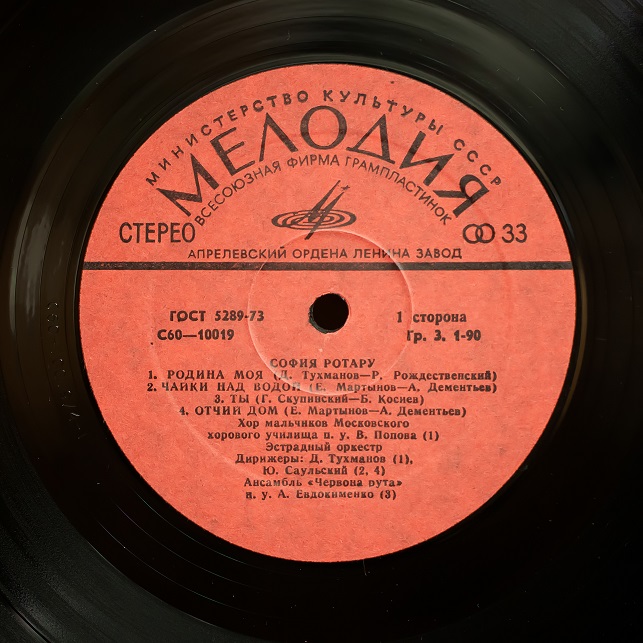 МИНИСТЕРСТВО КУЛЬТУРЫ СССР
МЕЛОДИЯ
ВСЕСОЮЗНАЯ ФИРМА ГРАМПЛАСТИНОК
СТЕРЕО
33
АПРЕЛЕВСКИЙ ОРДЕНА ЛЕНИНА ЗАВОД
ГОСТ 5289-73
1 сторона
С60—10019
Гр. 3. 1-90
СОФИЯ РОТАРУ
1. РОДИНА МОЯ (Д. Тухманов—Р. Рождественский)
2. ЧАЙКИ НАД ВОДОЙ (Е. Мартынов—А. Дементьев)
3. ТЫ (Г. Скупинский—Б. Косиев)
4. ОТЧИЙ ДОМ (Е. Мартынов—А. Дементьев)
Хор мальчиков Московского
хорового училища п. у. В. Попова (1)
Эстрадный оркестр
Дирижеры: Д. Тухманов (1),
Ю. Саульский (2, 4)
Ансамбль «Червона рута»
п. у. А. Евдокименко (3)